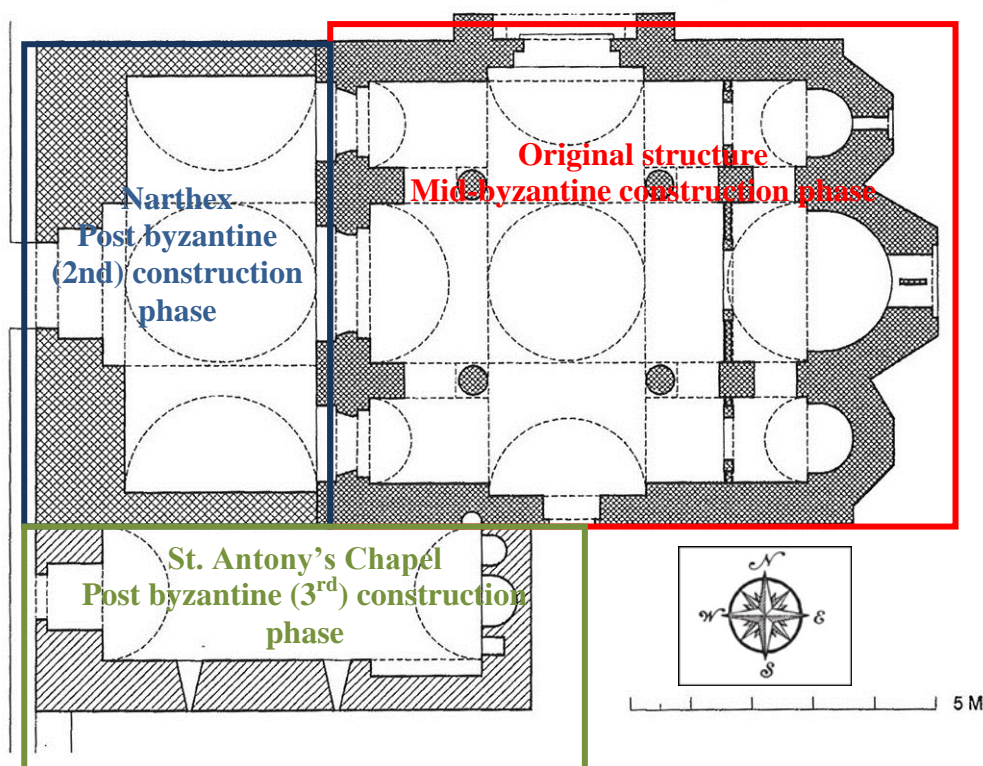 Original structure
Mid-byzantine construction phase
Narthex
Post byzantine
(2nd) construction
phase
St. Antony's Chapel
Post byzantine (3rd) construction
phase
N
W E
S
5 M